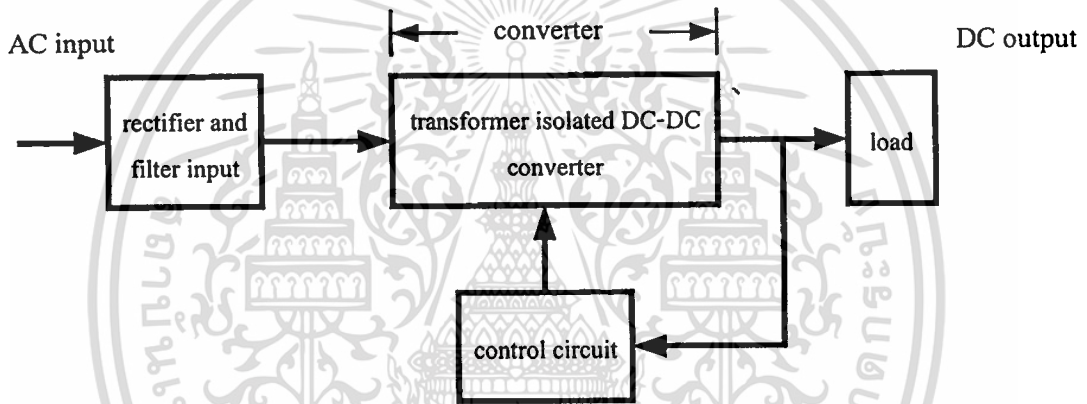 converter
AC input
DC output
rectifier and
filter input
transformer isolated DC-DC
converter
load
control circuit